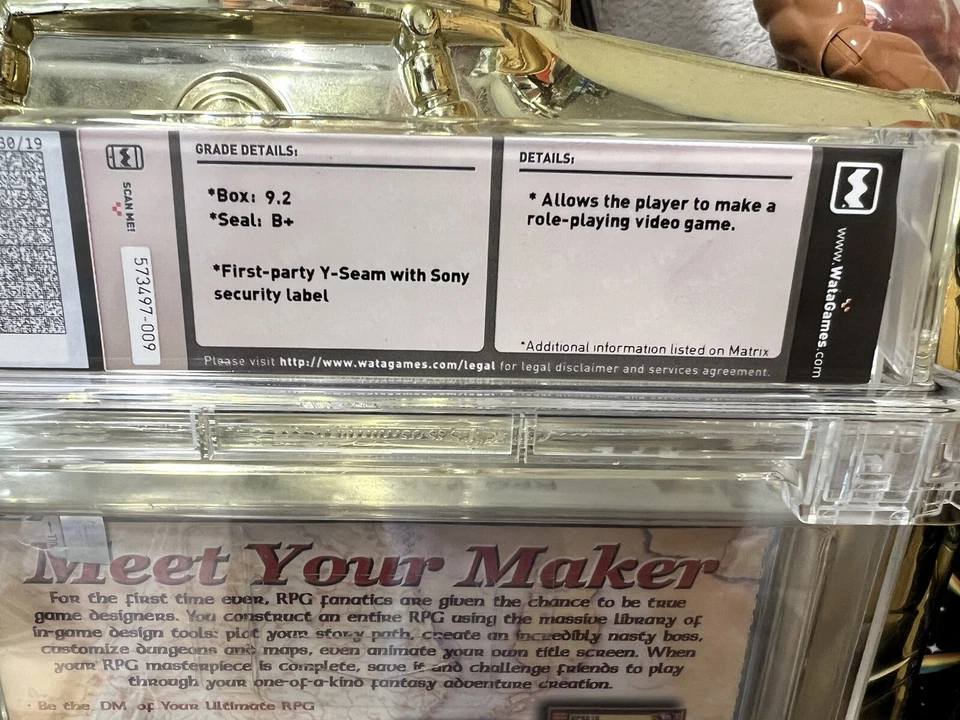 30/19
SCAN ME!
573497-009
GRADE DETAILS:
*Box: 9.2
*Seal: B+
*First-party Y-Seam with Sony
security label
DETAILS:
* Allows the player to make a
role-playing video game.
*Additional information listed on Matrix
Please visit http://www.watagames.com/legal for legal disclaimer and services agreement.
www.WataGames.com
Meet Your Maker
For the first time ever, RPG fanatics are given the chance to be true
game designers. You construct an entire RPG using the massive library of
in-game design tools: plot your story path, create an incredibly nasty boss,
customize dungeons and maps, even animate your own title screen. When
your RPG masterpiece is complete, save it and challenge friends to play
through your one-of-a-kind fantasy adventure creation.
· Be the DM of Your Ultimate RPG